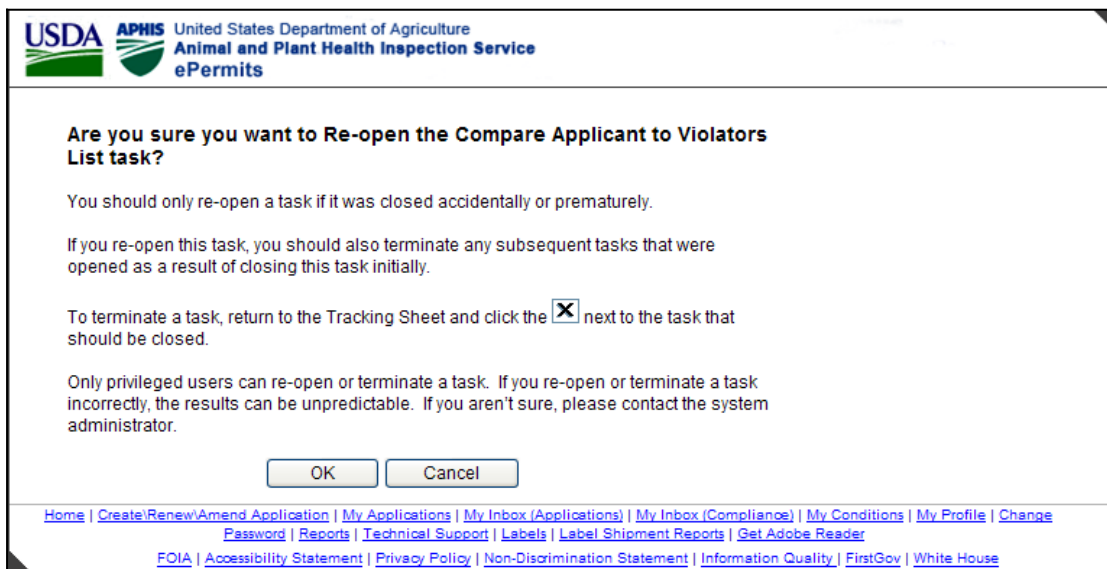 USDA APHIS United States Department of Agriculture
Animal and Plant Health Inspection Service
ePermits
Are you sure you want to Re-open the Compare Applicant to Violators
List task?
You should only re-open a task if it was closed accidentally or prematurely.
If you re-open this task, you should also terminate any subsequent tasks that were
opened as a result of closing this task initially.
To terminate a task, return to the Tracking Sheet and click the X next to the task that
should be closed.
Only privileged users can re-open or terminate a task.  If you re-open or terminate a task
incorrectly, the results can be unpredictable.  If you aren't sure, please contact the system
administrator.
OK Cancel
Home | Create\Renew\Amend Application | My Applications | My Inbox (Applications) | My Inbox (Compliance) | My Conditions | My Profile | Change
Password | Reports | Technical Support | Labels | Label Shipment Reports | Get Adobe Reader
FOIA | Accessibility Statement | Privacy Policy | Non-Discrimination Statement | Information Quality | FirstGov | White House